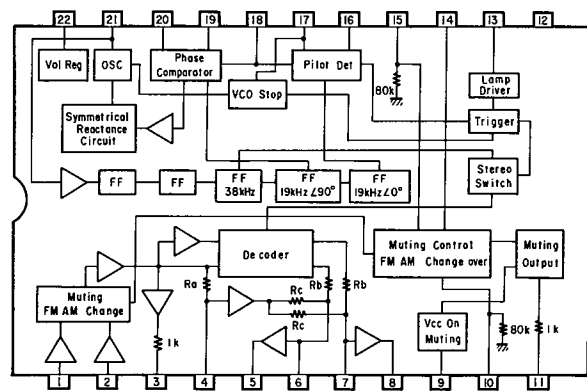 22 21 20 19 18 17 16 15 14 13 12
Vol Reg
OSC
Phase
Comparator
Pilot Det
VCO Stop
80k
Lamp
Driver
Trigger
Symmetrical
Reactance
Circuit
Stereo
Switch
FF
FF
FF
38kHz
FF
19kHz∠90°
FF
19kHz∠0°
Decoder
Muting Control
FM AM Change over
Muting
Output
Ra
Rb
Rb
Rc
Rc
Muting
FM AM Change
1k
Vcc On
Muting
80k
1k
1 2 3 4 5 6 7 8 9 10 11